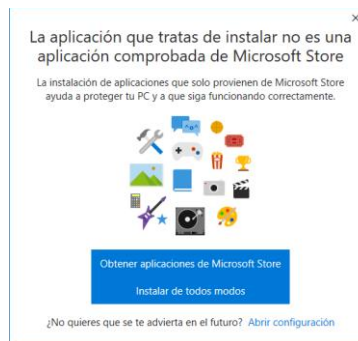 La aplicación que tratas de instalar no es una
aplicación comprobada de Microsoft Store
La instalación de aplicaciones que solo provienen de Microsoft Store
ayuda a proteger tu PC y a que siga funcionando correctamente.
Obtener aplicaciones de Microsoft Store
Instalar de todos modos
¿No quieres que se te advierta en el futuro? Abrir configuración